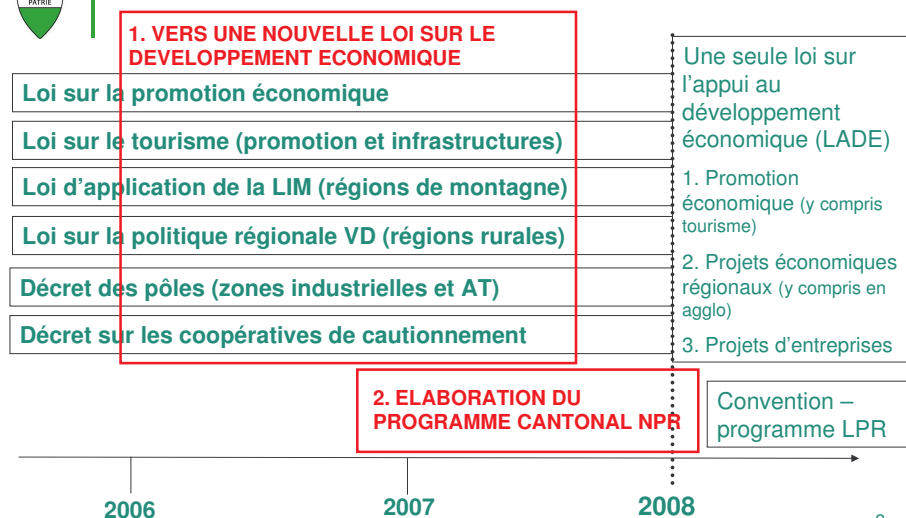 PATRIE
1. VERS UNE NOUVELLE LOI SUR LE
DEVELOPPEMENT ECONOMIQUE
Loi sur la promotion économique
Loi sur le tourisme (promotion et infrastructures)
Loi d'application de la LIM (régions de montagne)
Loi sur la politique régionale VD (régions rurales)
Décret des pôles (zones industrielles et AT)
Décret sur les coopératives de cautionnement
Une seule loi sur
l'appui au
développement
économique (LADE)
1. Promotion
économique (y compris
tourisme)
2. Projets économiques
régionaux (y compris en
agglo)
3. Projets d'entreprises
2. ELABORATION DU
PROGRAMME CANTONAL NPR
Convention –
programme LPR
2006
2007
2008